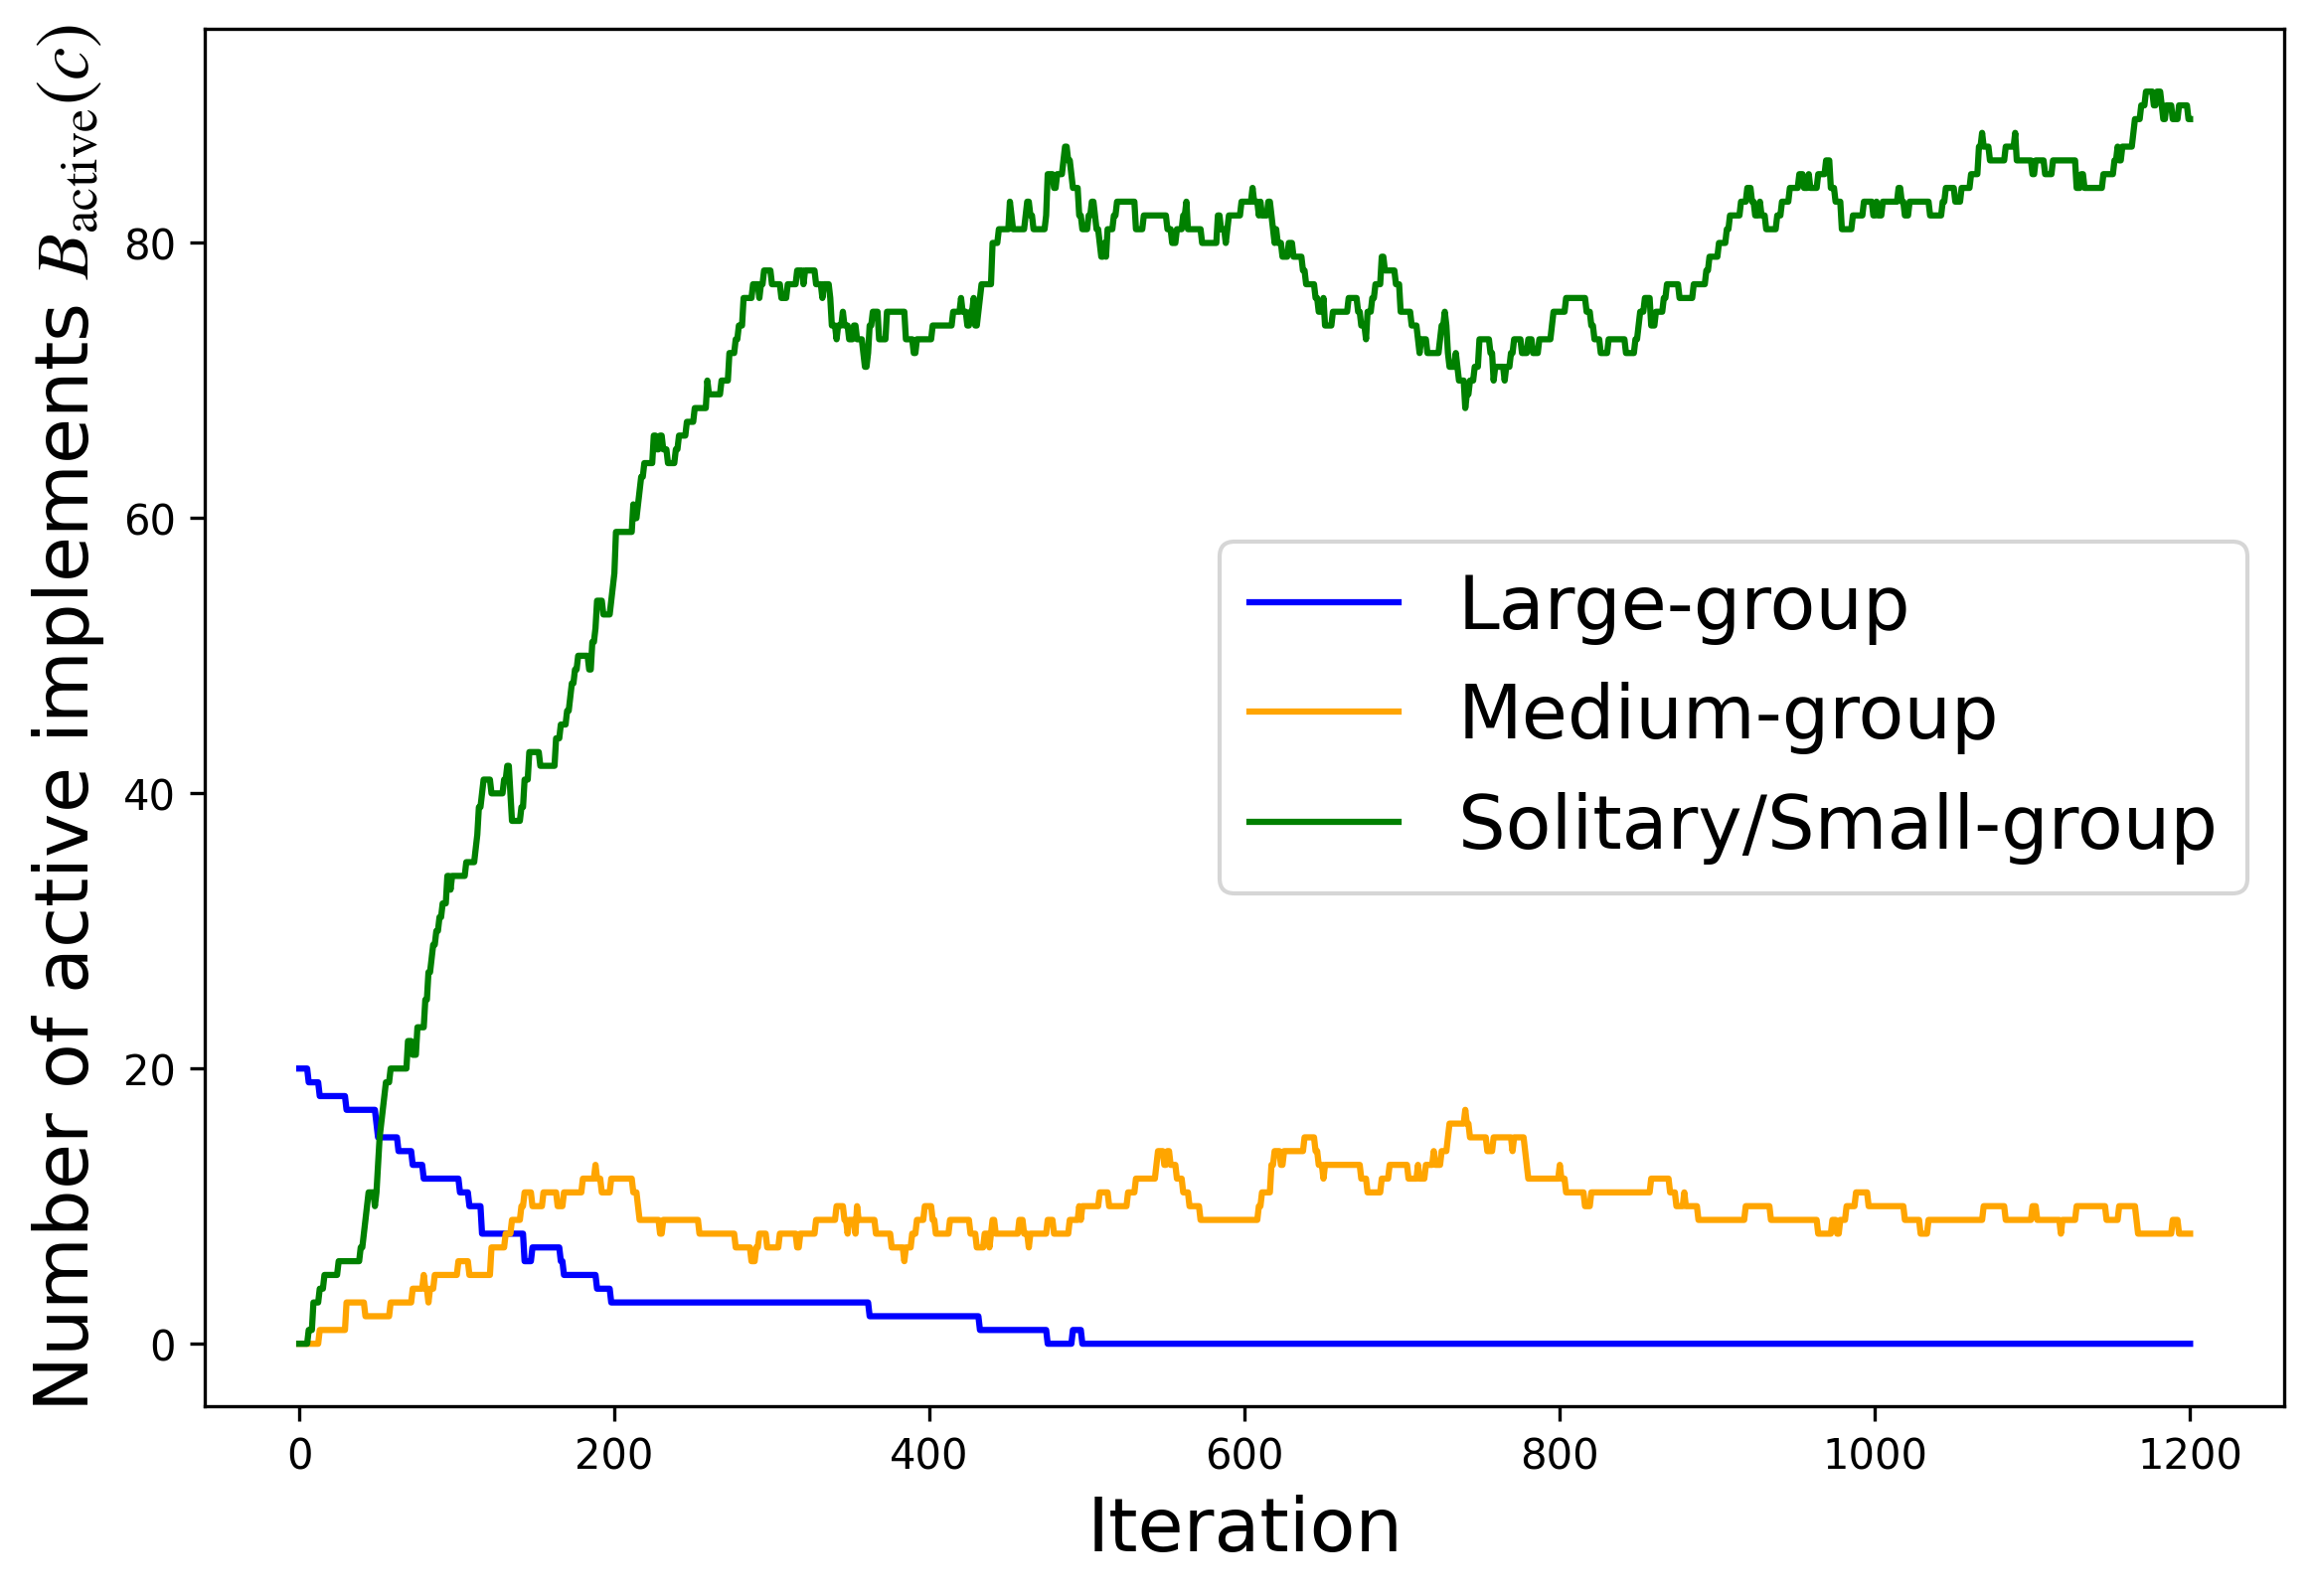 Number of active implements B_active(c)
80
60
40
20
0
Large-group
Medium-group
Solitary/Small-group
0 200 400 600 800 1000 1200
Iteration